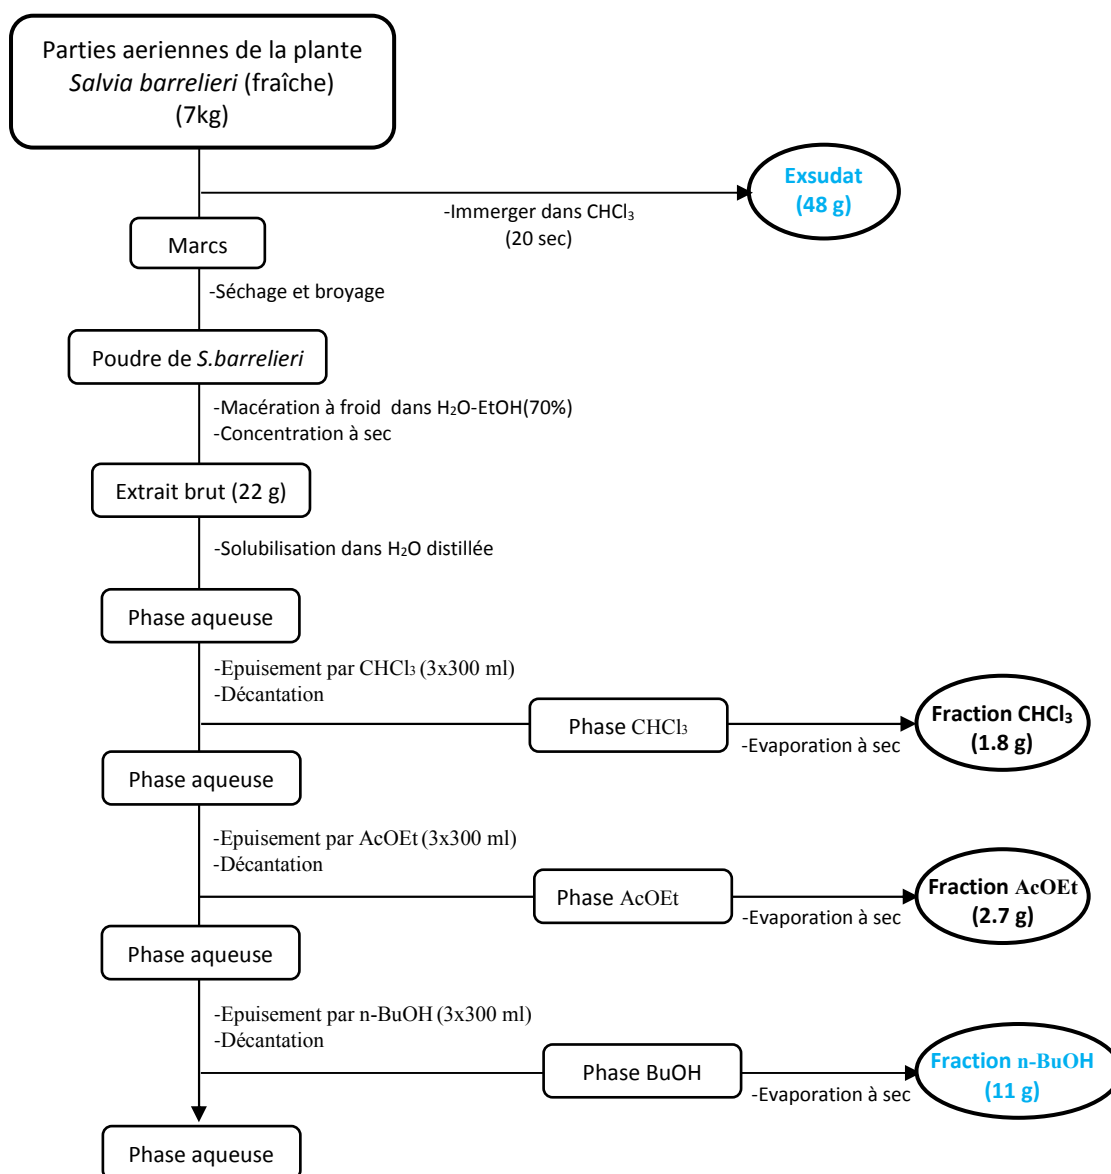 Parties aeriennes de la plante
Salvia barrelieri (fraîche)
(7kg)
Exsudat
(48 g)
-Immerger dans CHCl₃
(20 sec)
Marcs
-Séchage et broyage
Poudre de S.barrelieri
-Macération à froid dans H₂O-EtOH(70%)
-Concentration à sec
Extrait brut (22 g)
-Solubilisation dans H₂O distillée
Phase aqueuse
-Epuisement par CHCl₃ (3x300 ml)
-Décantation
Phase CHCl₃
-Evaporation à sec
Fraction CHCl₃
(1.8 g)
Phase aqueuse
-Epuisement par AcOEt (3x300 ml)
-Décantation
Phase AcOEt
-Evaporation à sec
Fraction AcOEt
(2.7 g)
Phase aqueuse
-Epuisement par n-BuOH (3x300 ml)
-Décantation
Phase BuOH
-Evaporation à sec
Fraction n-BuOH
(11 g)
Phase aqueuse